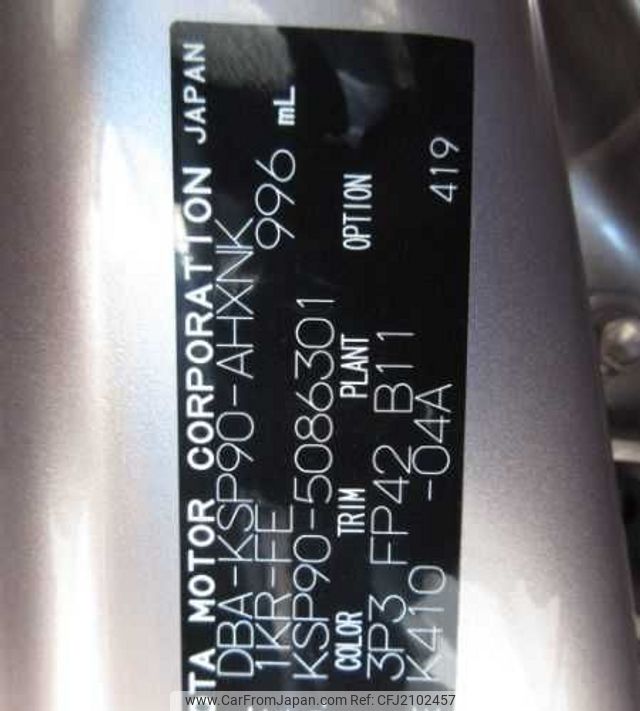 TA MOTOR CORPORATION JAPAN
DBA-KSP90-AHXNK
1KR-FE 996 mL
KSP90-5086301
COLOR TRIM PLANT OPTION
3P3 FP42 B11 419
K410 -04A
www.CarFromJapan.com Ref: CFJ2102457